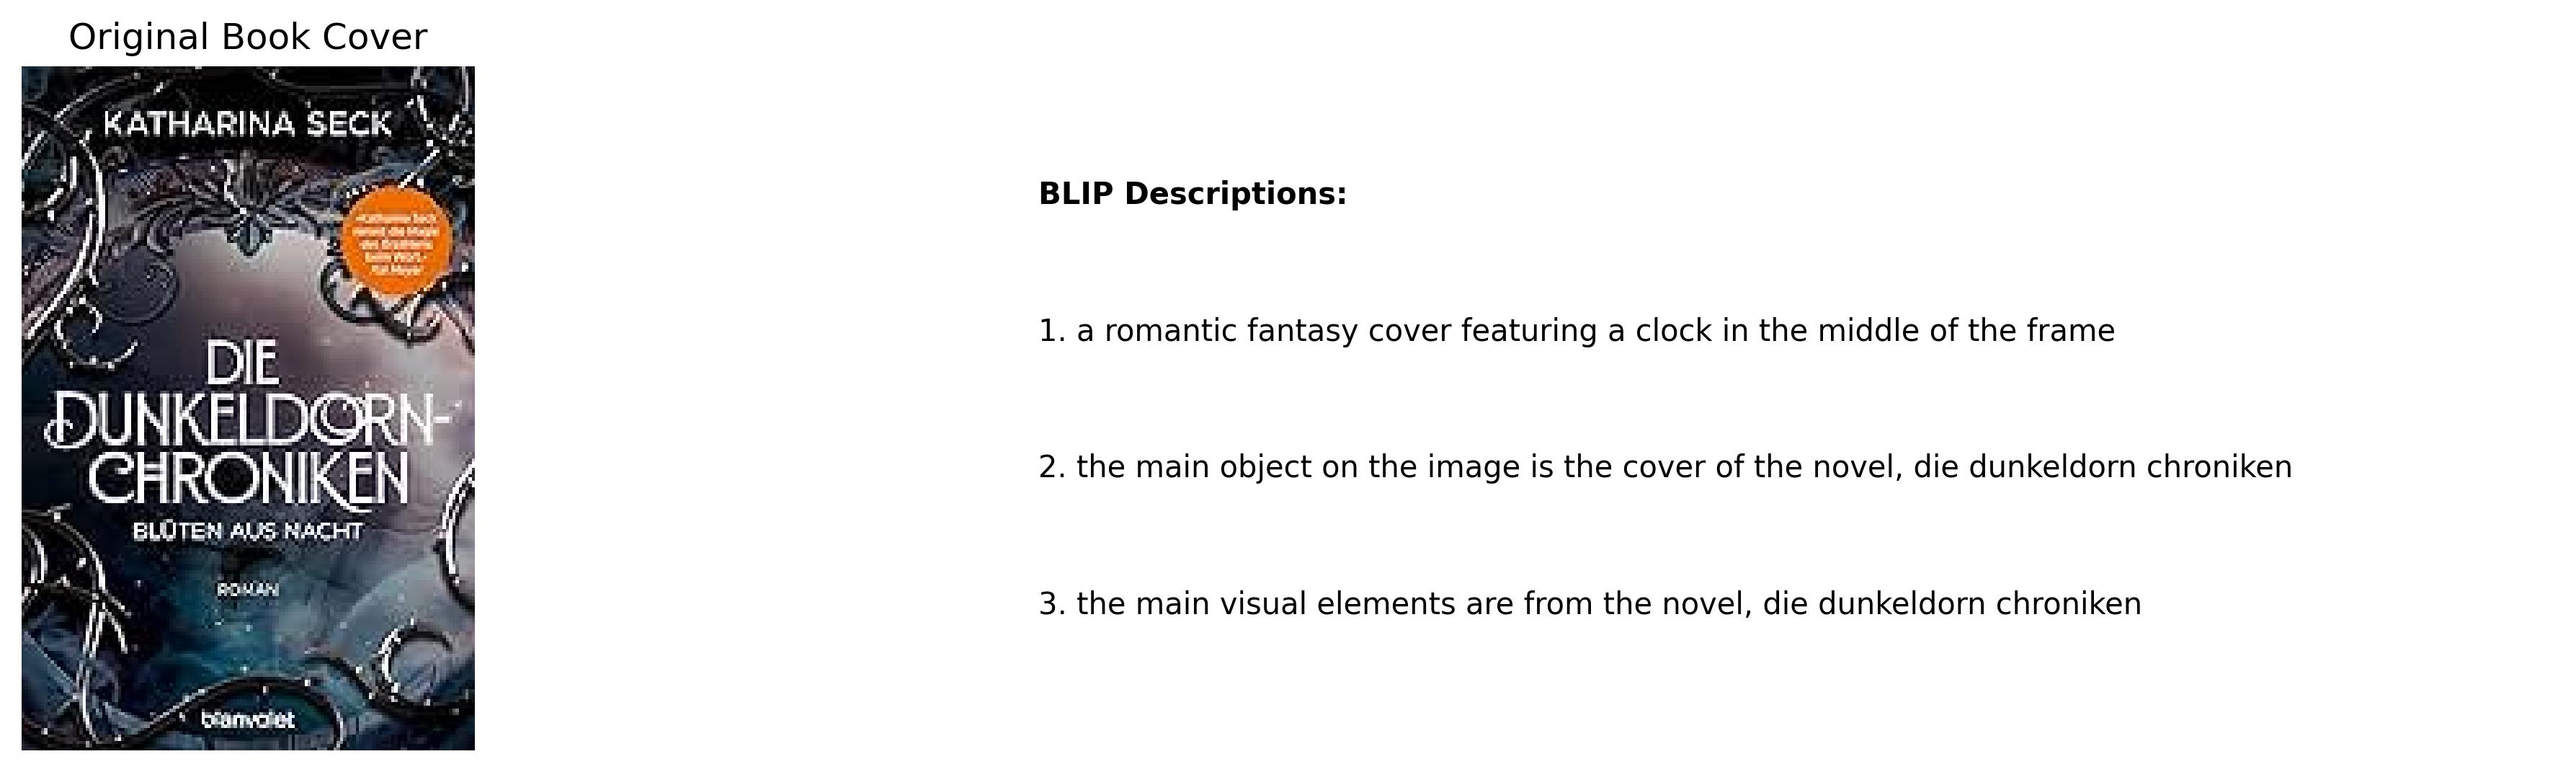 Original Book Cover
KATHARINA SECK
»Katharina Seck
nimmt die Magie
des Erzählens
beim Wort.«
Kai Meyer
DIE
DUNKELDORN-
CHRONIKEN
BLÜTEN AUS NACHT
ROMAN
blanvalet
BLIP Descriptions:
1. a romantic fantasy cover featuring a clock in the middle of the frame
2. the main object on the image is the cover of the novel, die dunkeldorn chroniken
3. the main visual elements are from the novel, die dunkeldorn chroniken